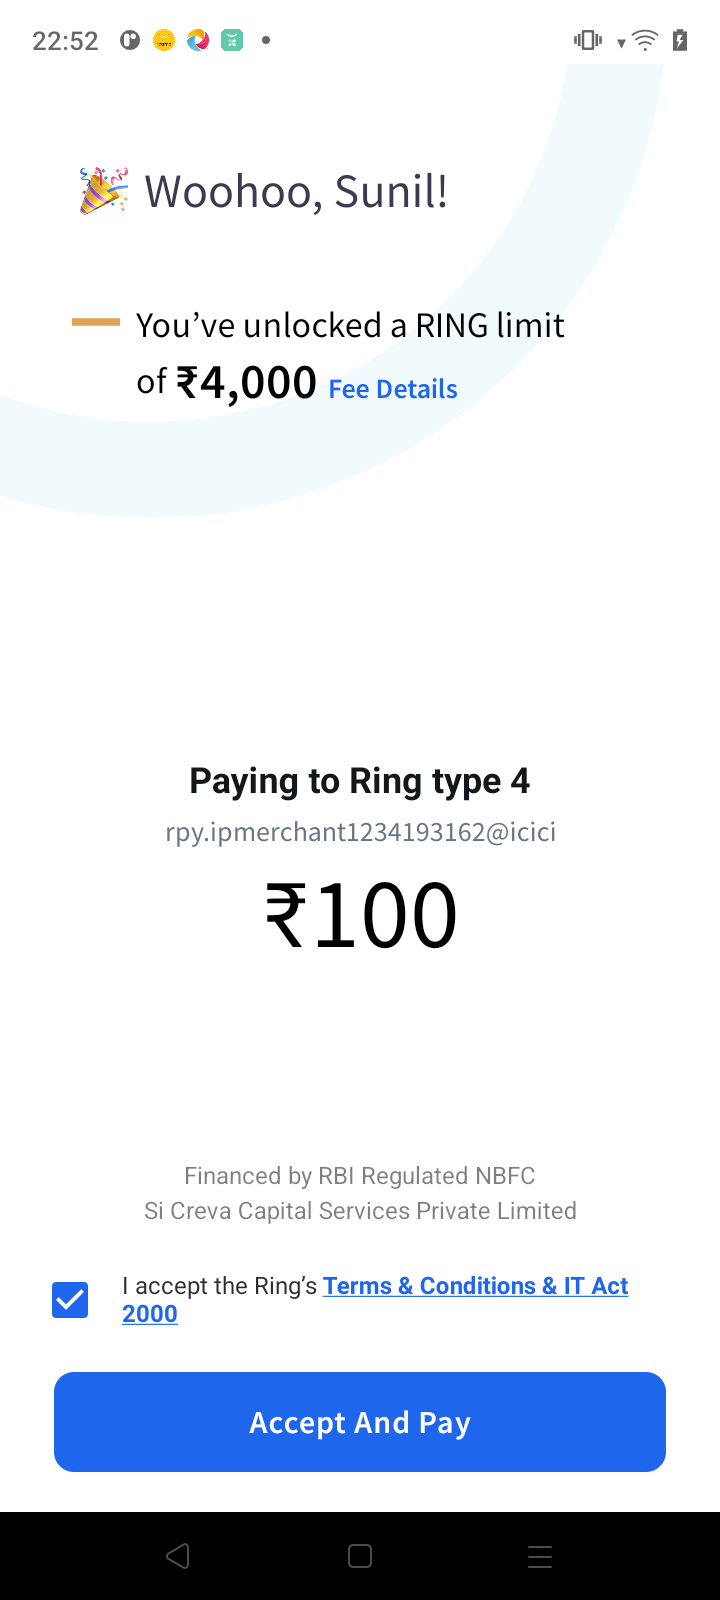 22:52
Woohoo, Sunil!
You’ve unlocked a RING limit
of ₹4,000 Fee Details
Paying to Ring type 4
rpy.ipmerchant1234193162@icici
₹100
Financed by RBI Regulated NBFC
Si Creva Capital Services Private Limited
I accept the Ring’s Terms & Conditions & IT Act
2000
Accept And Pay